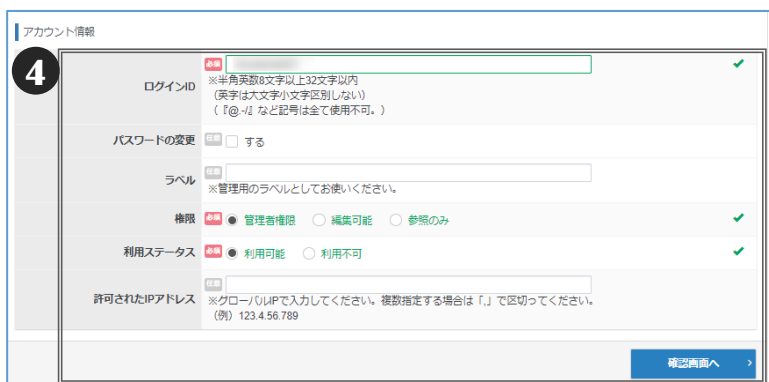 アカウント情報
4
ログインID 必須
※半角英数8文字以上32文字以内
(英字は大文字小文字区別しない)
(『@.-/』など記号は全て使用不可。)
パスワードの変更 任意 する
ラベル 任意
※管理用のラベルとしてお使いください。
権限 必須 管理者権限 編集可能 参照のみ
利用ステータス 必須 利用可能 利用不可
許可されたIPアドレス 任意
※グローバルIPで入力してください。複数指定する場合は「,」で区切ってください。
(例) 123.4.56.789
確認画面へ